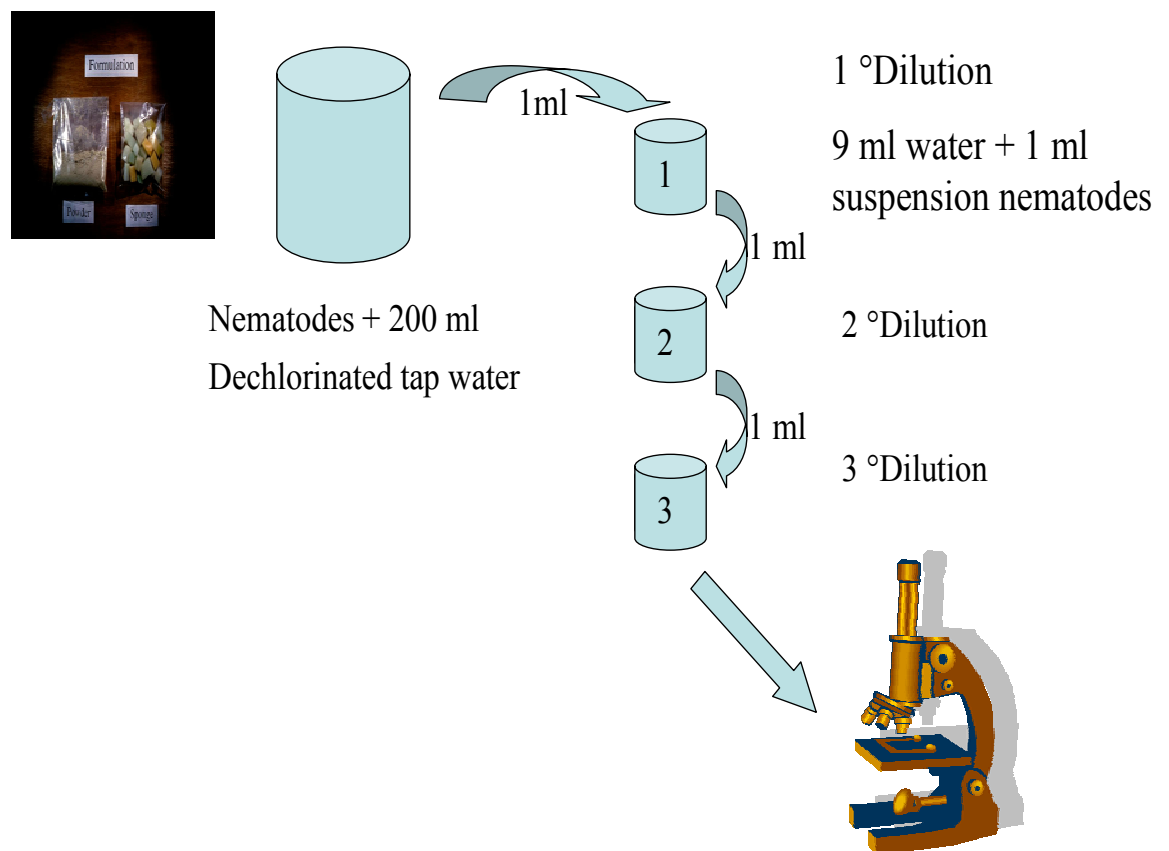 Formulation
Powder
Sponge
1ml
1
1 °Dilution
9 ml water + 1 ml
suspension nematodes
1 ml
Nematodes + 200 ml
Dechlorinated tap water
2
2 °Dilution
1 ml
3
3 °Dilution